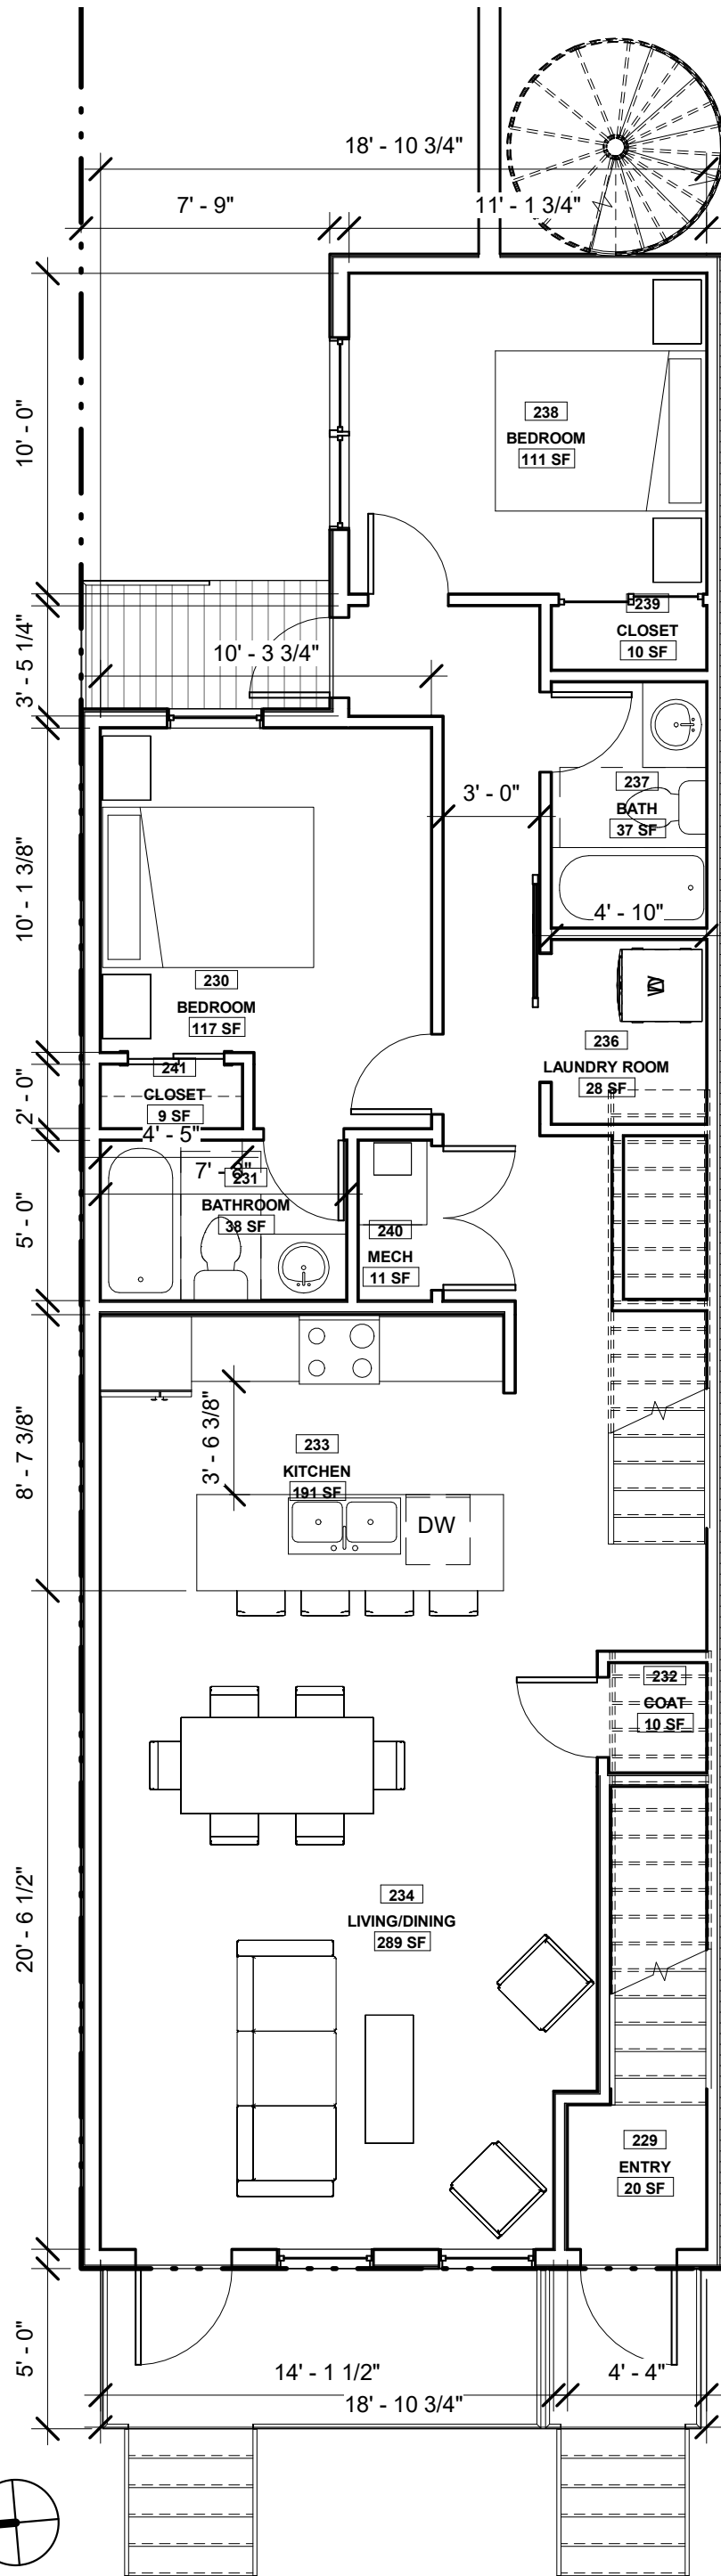 18' - 10 3/4"
7' - 9"
11' - 1 3/4"
10' - 0"
238
BEDROOM
111 SF
239
CLOSET
10 SF
3' - 5 1/4"
10' - 3 3/4"
237
BATH
37 SF
3' - 0"
4' - 10"
10' - 1 3/8"
230
BEDROOM
117 SF
236
LAUNDRY ROOM
28 SF
241
CLOSET
9 SF
2' - 0"
4' - 5"
231
BATHROOM
38 SF
5' - 0"
240
MECH
11 SF
8' - 7 3/8"
3' - 6 3/8"
233
KITCHEN
191 SF
DW
232
COAT
10 SF
20' - 6 1/2"
234
LIVING/DINING
289 SF
229
ENTRY
20 SF
5' - 0"
14' - 1 1/2"
4' - 4"
18' - 10 3/4"